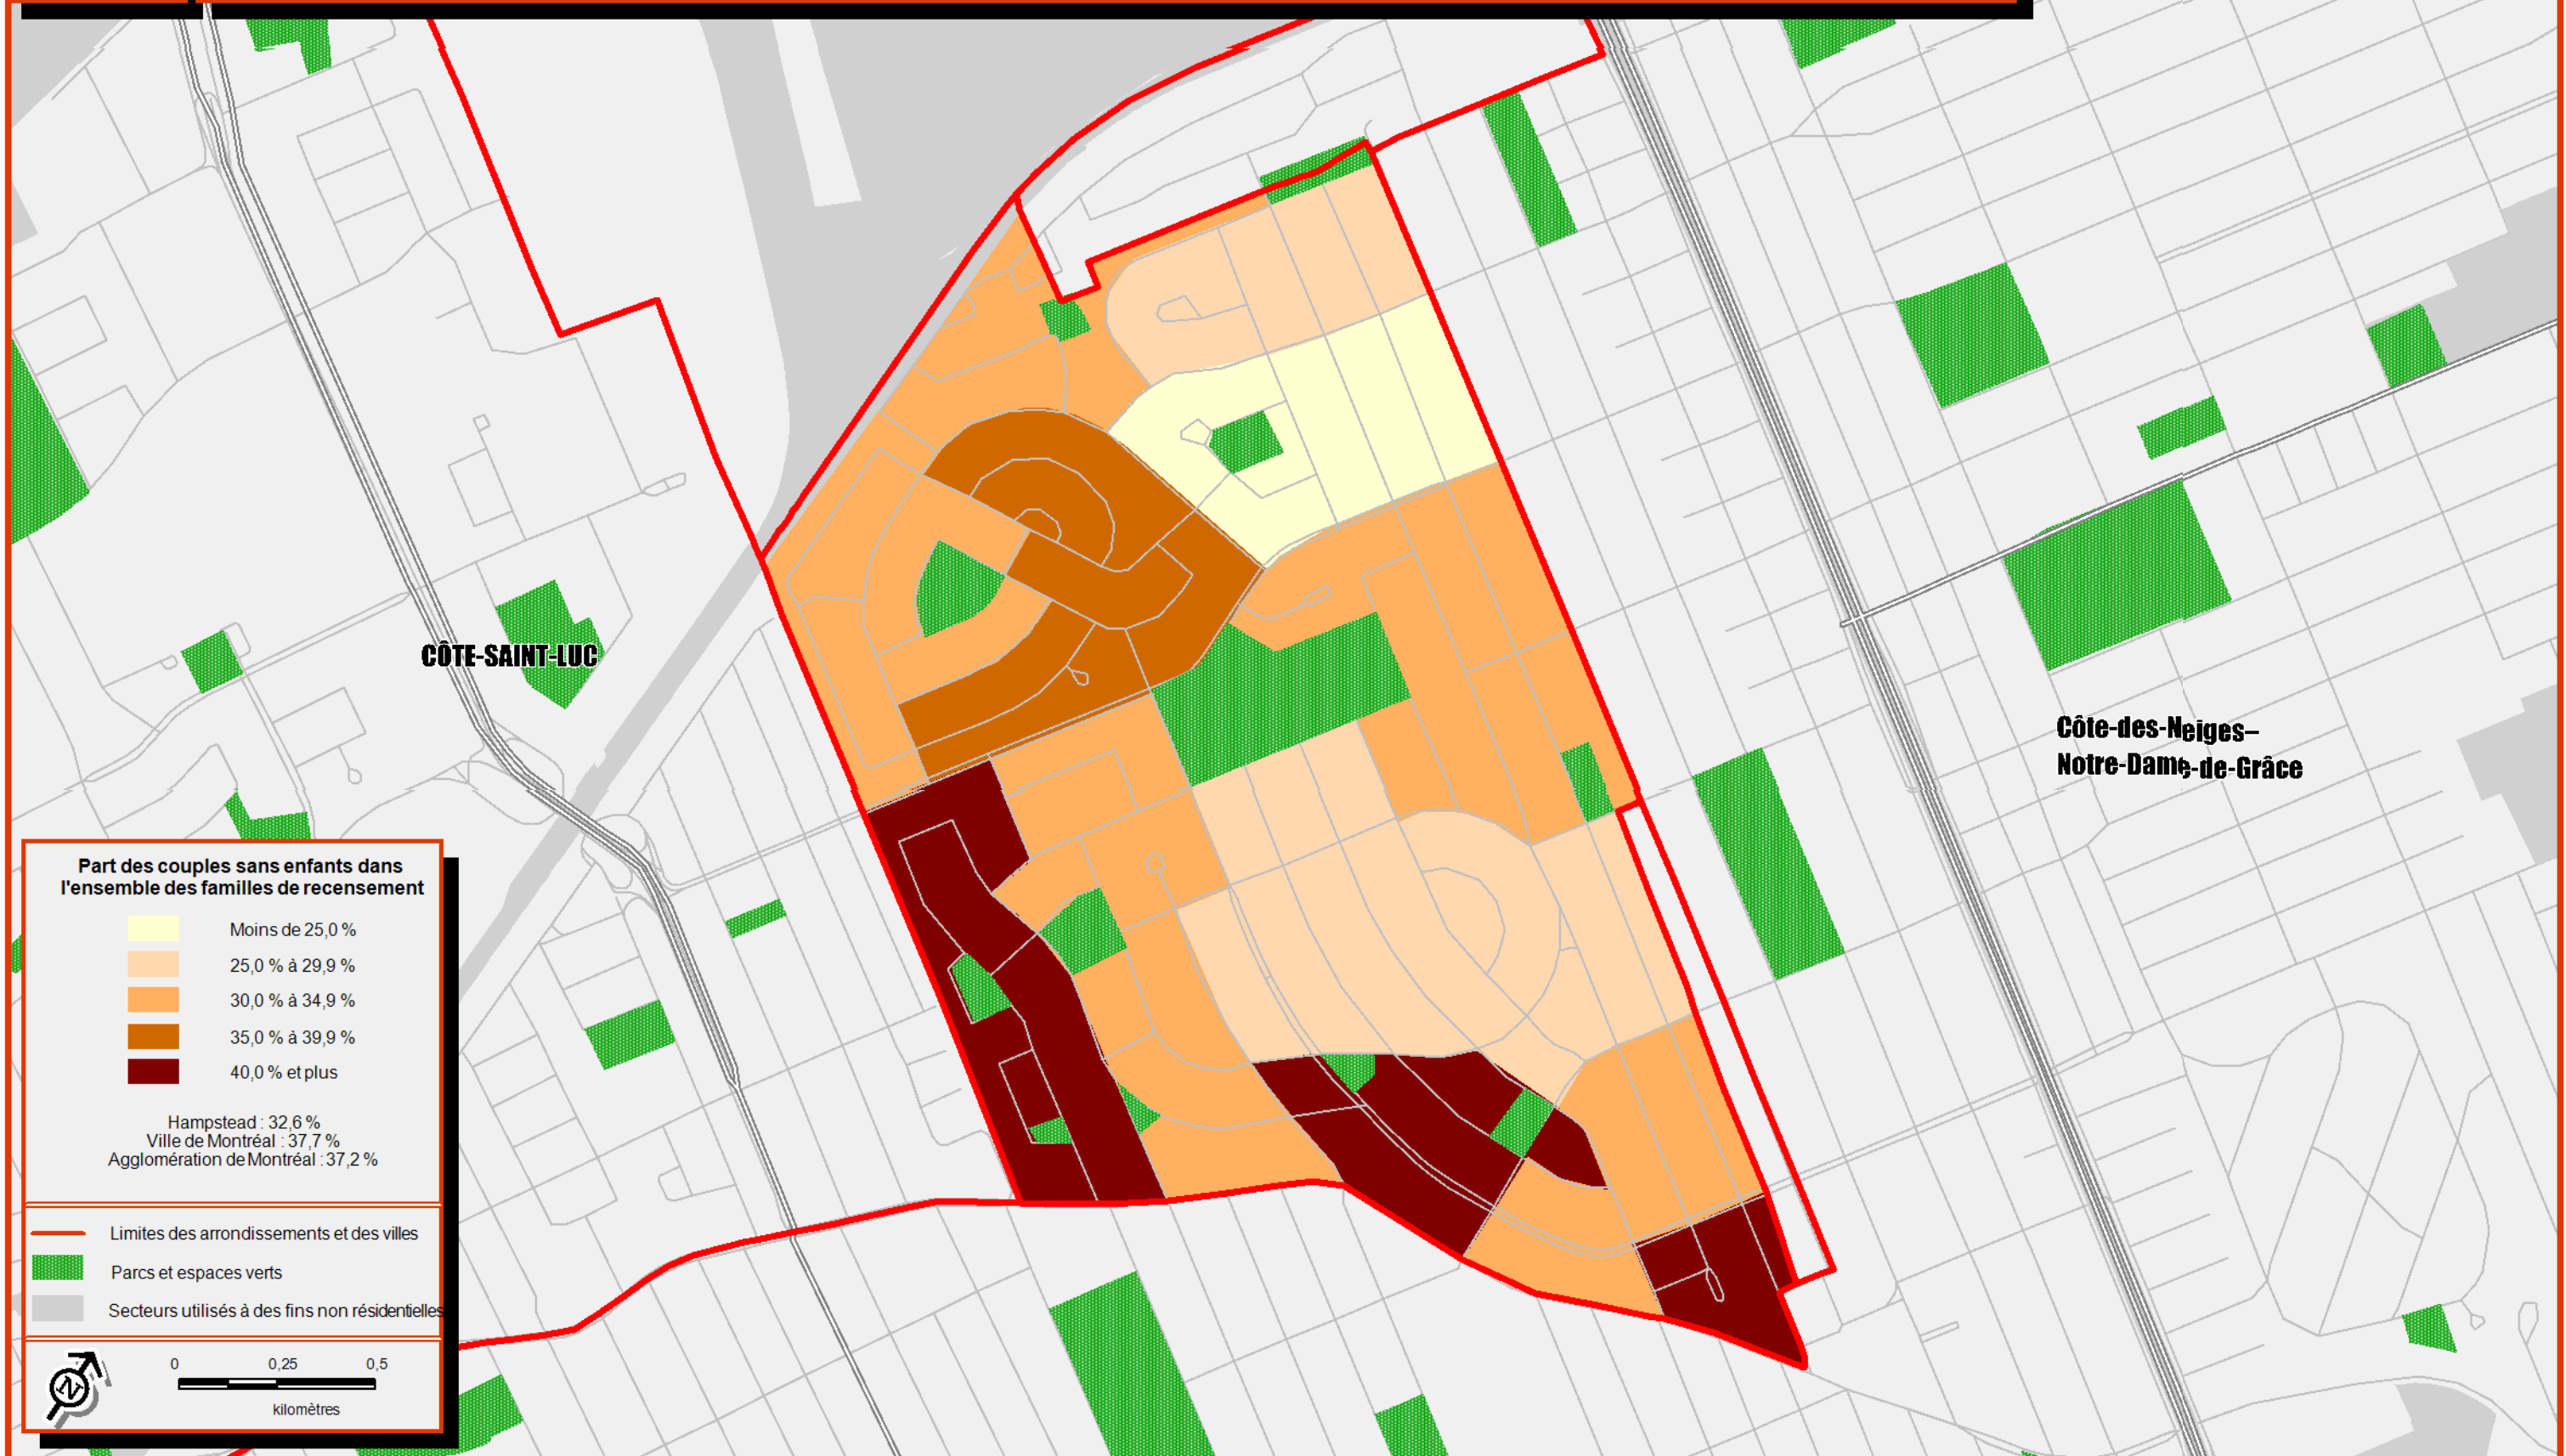 CÔTE-SAINT-LUC
Côte-des-Neiges–
Notre-Dame-de-Grâce
Part des couples sans enfants dans
l'ensemble des familles de recensement
Moins de 25,0 %
25,0 % à 29,9 %
30,0 % à 34,9 %
35,0 % à 39,9 %
40,0 % et plus
Hampstead : 32,6 %
Ville de Montréal : 37,7 %
Agglomération de Montréal : 37,2 %
Limites des arrondissements et des villes
Parcs et espaces verts
Secteurs utilisés à des fins non résidentielles
N
0 0,25 0,5
kilomètres